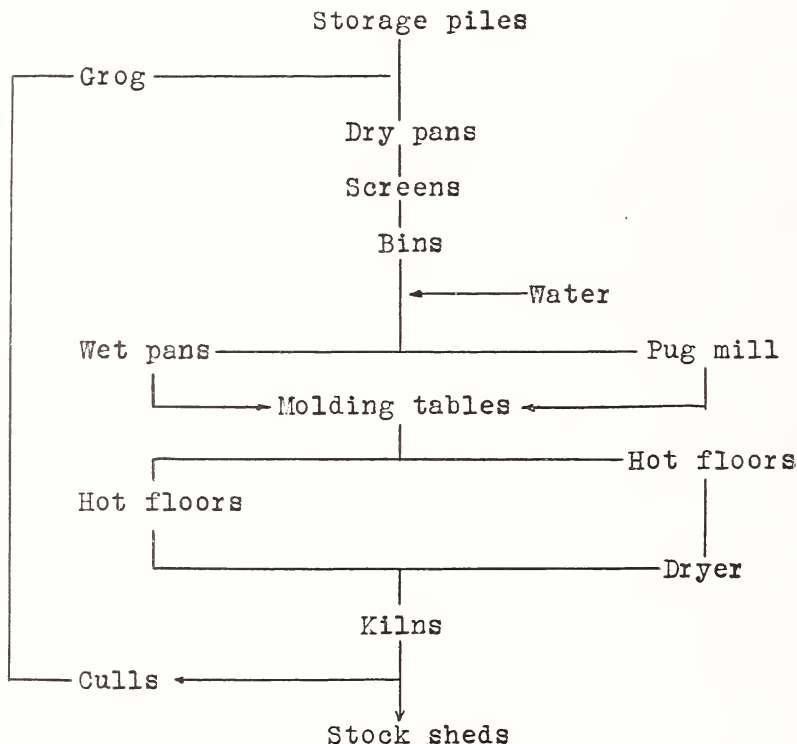 Storage piles
Grog
Dry pans
Screens
Bins
Water
Wet pans
Pug mill
Molding tables
Hot floors
Hot floors
Dryer
Kilns
Culls
Stock sheds